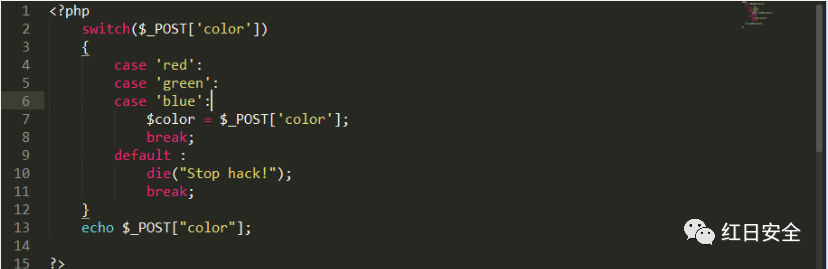 1 <?php
2 switch($_POST['color'])
3 {
4 case 'red':
5 case 'green':
6 case 'blue':
7 $color = $_POST['color'];
8 break;
9 default :
10 die("Stop hack!");
11 break;
12 }
13 echo $_POST["color"];
14
15 ?>
红日安全